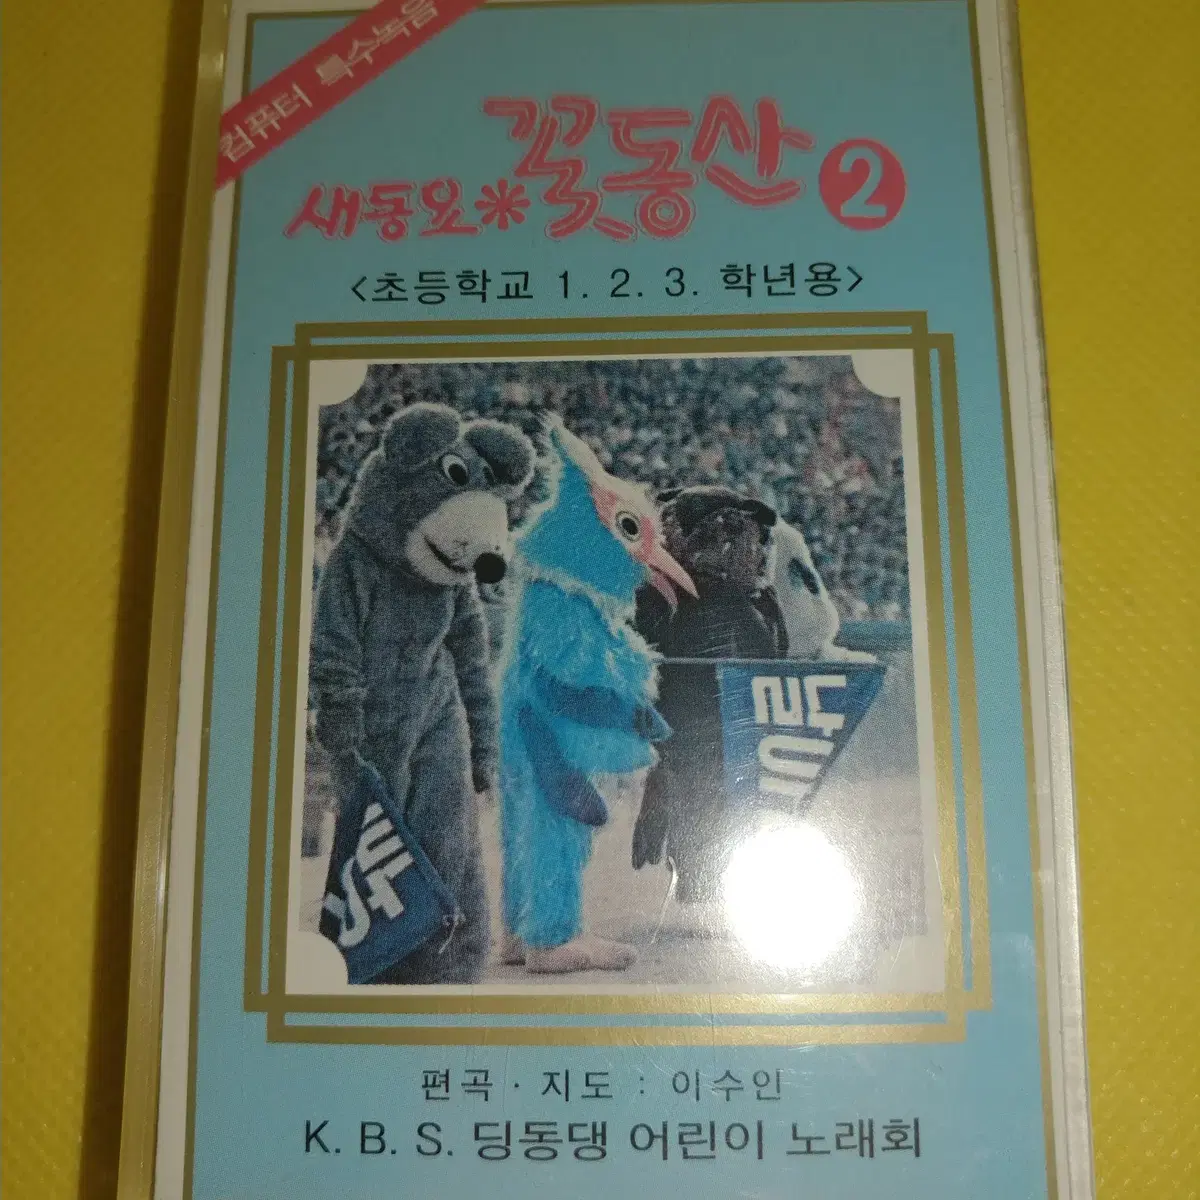 컴퓨터 특수녹음
새동요*꽃동산 2
<초등학교 1. 2. 3. 학년용>
편곡 · 지도 : 이수인
K. B. S. 딩동댕 어린이 노래회